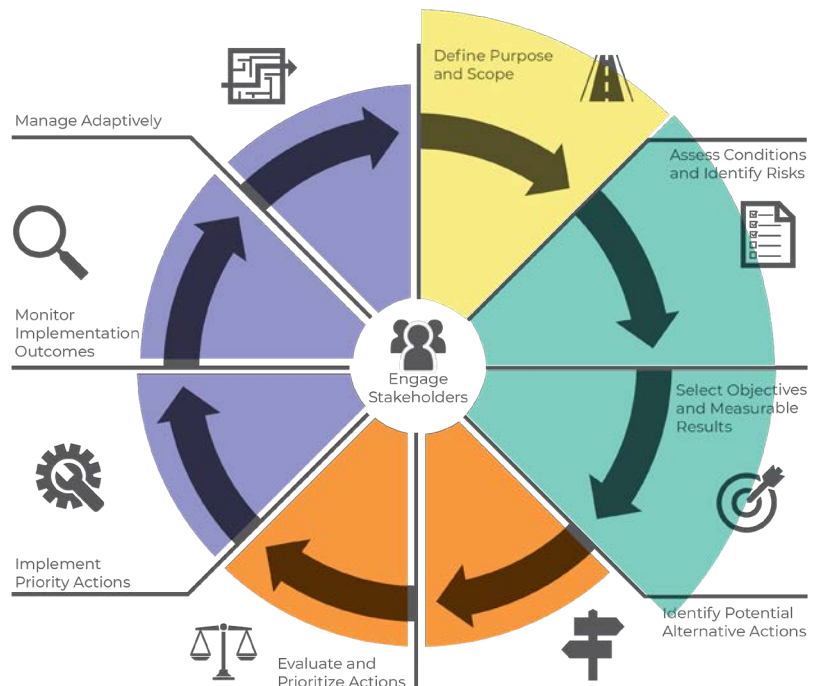 Define Purpose
and Scope
Assess Conditions
and Identify Risks
Select Objectives
and Measurable
Results
Identify Potential
Alternative Actions
Evaluate and
Prioritize Actions
Implement
Priority Actions
Monitor
Implementation
Outcomes
Manage Adaptively
Engage
Stakeholders